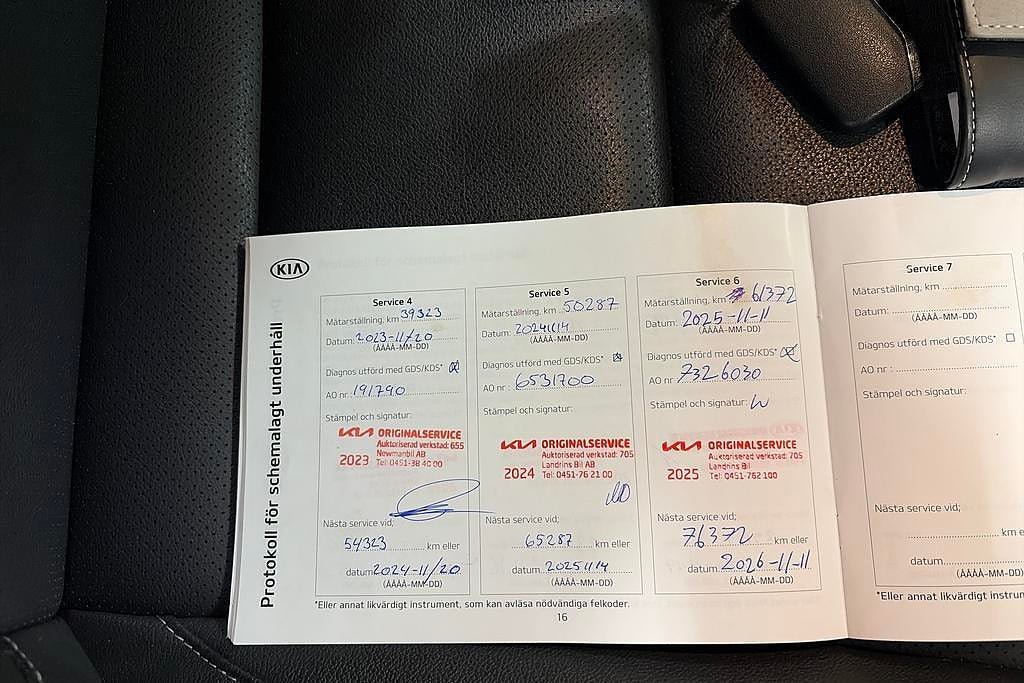 KIA
Protokoll för schemalagt underhåll
Service 4
Mätarställning, km 39323
Datum: 2023-11/20
(ÅÅÅÅ-MM-DD)
Diagnos utförd med GDS/KDS*
AO nr: 191790
Stämpel och signatur:
KIA ORIGINALSERVICE
Auktoriserad verkstad: 655
Newmanbil AB
2023 Tel: 0451-38 40 00
Nästa service vid;
54323 km eller
datum 2024-11/20
(ÅÅÅÅ-MM-DD)
Service 5
Mätarställning, km 50287
Datum: 20241114
(ÅÅÅÅ-MM-DD)
Diagnos utförd med GDS/KDS*
AO nr: 6531700
Stämpel och signatur:
KIA ORIGINALSERVICE
Auktoriserad verkstad: 705
Landrins Bil AB
2024 Tel: 0451-76 21 00
Nästa service vid;
65287 km eller
datum 20251114
(ÅÅÅÅ-MM-DD)
Service 6
Mätarställning, km 61372
Datum: 2025-11-11
(ÅÅÅÅ-MM-DD)
Diagnos utförd med GDS/KDS*
AO nr 7326030
Stämpel och signatur:
KIA ORIGINALSERVICE
Auktoriserad verkstad: 705
Landrins Bil
2025 Tel: 0451-762 100
Nästa service vid;
76372 km eller
datum 2026-11-11
(ÅÅÅÅ-MM-DD)
*Eller annat likvärdigt instrument, som kan avläsa nödvändiga felkoder.
16
Service 7
Mätarställning, km
Datum:
(ÅÅÅÅ-MM-DD)
Diagnos utförd med GDS/KDS*
AO nr :
Stämpel och signatur:
Nästa service vid;
km e
datum
(ÅÅÅÅ-MM-DD)
*Eller annat likvärdigt instrum